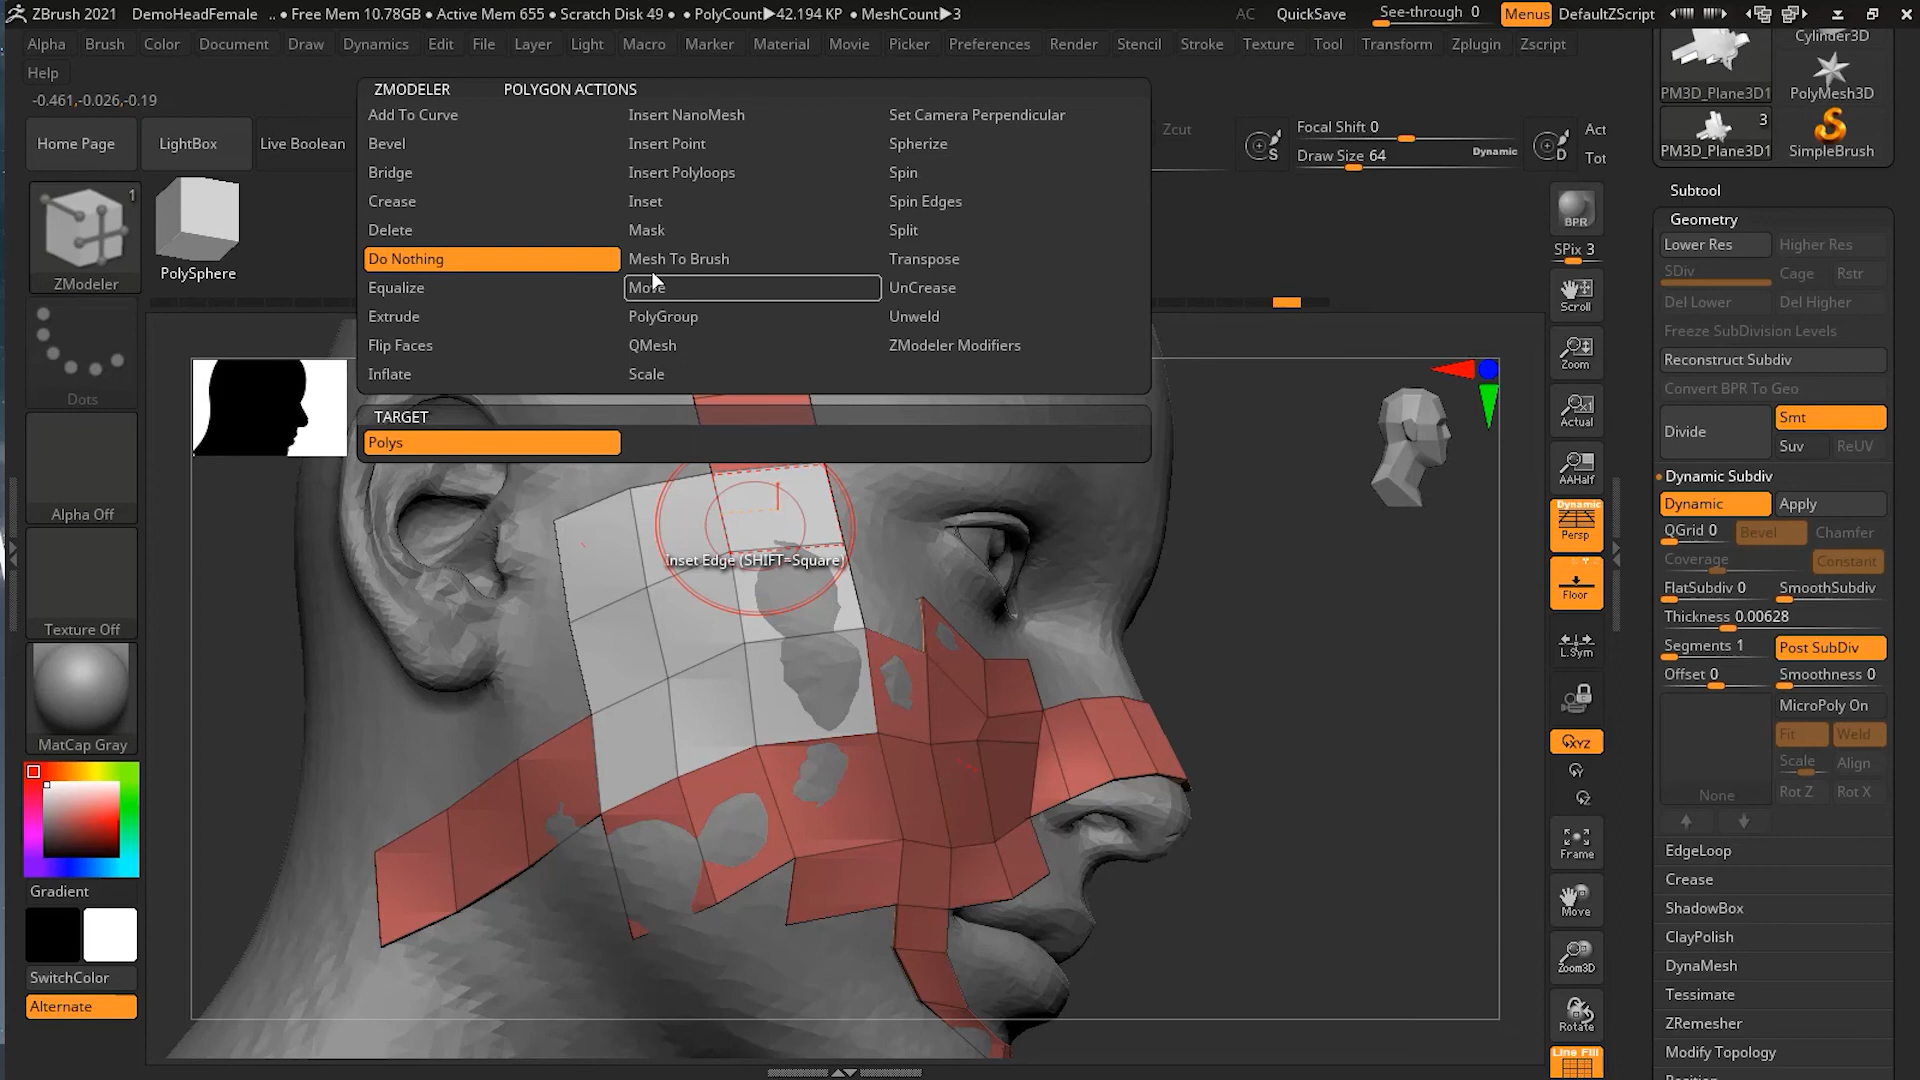 ZBrush 2021 DemoHeadFemale .. • Free Mem 10.78GB • Active Mem 655 • Scratch Disk 49 • • PolyCount▶42.194 KP • MeshCount▶3 AC QuickSave See-through 0 Menus DefaultZScript
Alpha Brush Color Document Draw Dynamics Edit File Layer Light Macro Marker Material Movie Picker Preferences Render Stencil Stroke Texture Tool Transform Zplugin Zscript
Help
-0.461,-0.026,-0.19
Home Page LightBox Live Boolean
ZMODELER POLYGON ACTIONS
Add To Curve Insert NanoMesh Set Camera Perpendicular
Bevel Insert Point Spherize
Bridge Insert Polyloops Spin
Crease Inset Spin Edges
Delete Mask Split
Do Nothing Mesh To Brush Transpose
Equalize Move UnCrease
Extrude PolyGroup Unweld
Flip Faces QMesh ZModeler Modifiers
Inflate Scale
TARGET
Polys
Inset Edge (SHIFT=Square)
Zcut
S
Focal Shift 0
Draw Size 64 Dynamic
D
Act
Tot
1
ZModeler
PolySphere
Dots
Alpha Off
Texture Off
MatCap Gray
Gradient
SwitchColor
Alternate
BPR
SPix 3
Scroll
Zoom
Actual
AAHalf
Dynamic
Persp
Floor
L.Sym
XYZ
Y
Z
Frame
Move
Zoom3D
Rotate
Line Fill
Cylinder3D
PM3D_Plane3D1 PolyMesh3D
3
PM3D_Plane3D1 SimpleBrush
Subtool
Geometry
Lower Res Higher Res
SDiv Cage Rstr
Del Lower Del Higher
Freeze SubDivision Levels
Reconstruct Subdiv
Convert BPR To Geo
Divide Smt
Suv ReUV
Dynamic Subdiv
Dynamic Apply
QGrid 0 Bevel Chamfer
Coverage Constant
FlatSubdiv 0 SmoothSubdiv
Thickness 0.00628
Segments 1 Post SubDiv
Offset 0 Smoothness 0
MicroPoly On
Fit Weld
Scale Align
None Rot Z Rot X
EdgeLoop
Crease
ShadowBox
ClayPolish
DynaMesh
Tessimate
ZRemesher
Modify Topology